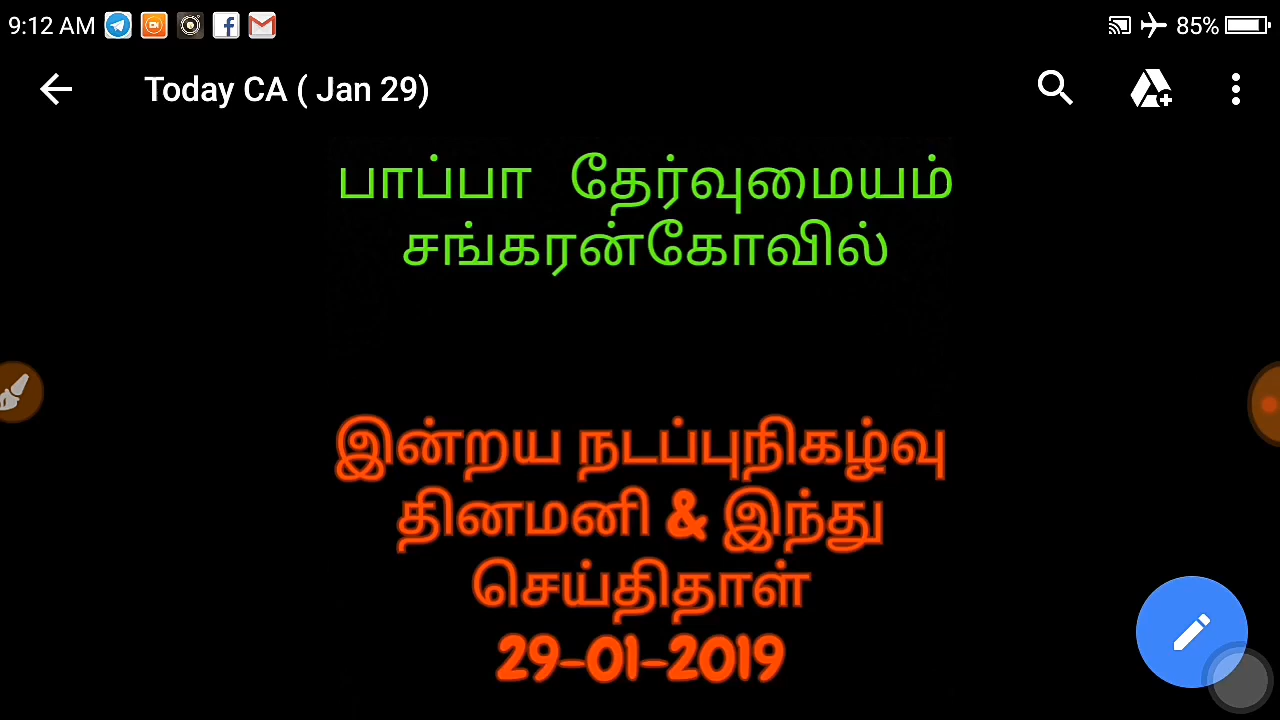 9:12 AM 85%
Today CA ( Jan 29)
பாப்பா தேர்வுமையம்
சங்கரன்கோவில்
இன்றய நடப்புநிகழ்வு
தினமனி & இந்து
செய்திதாள்
29-01-2019